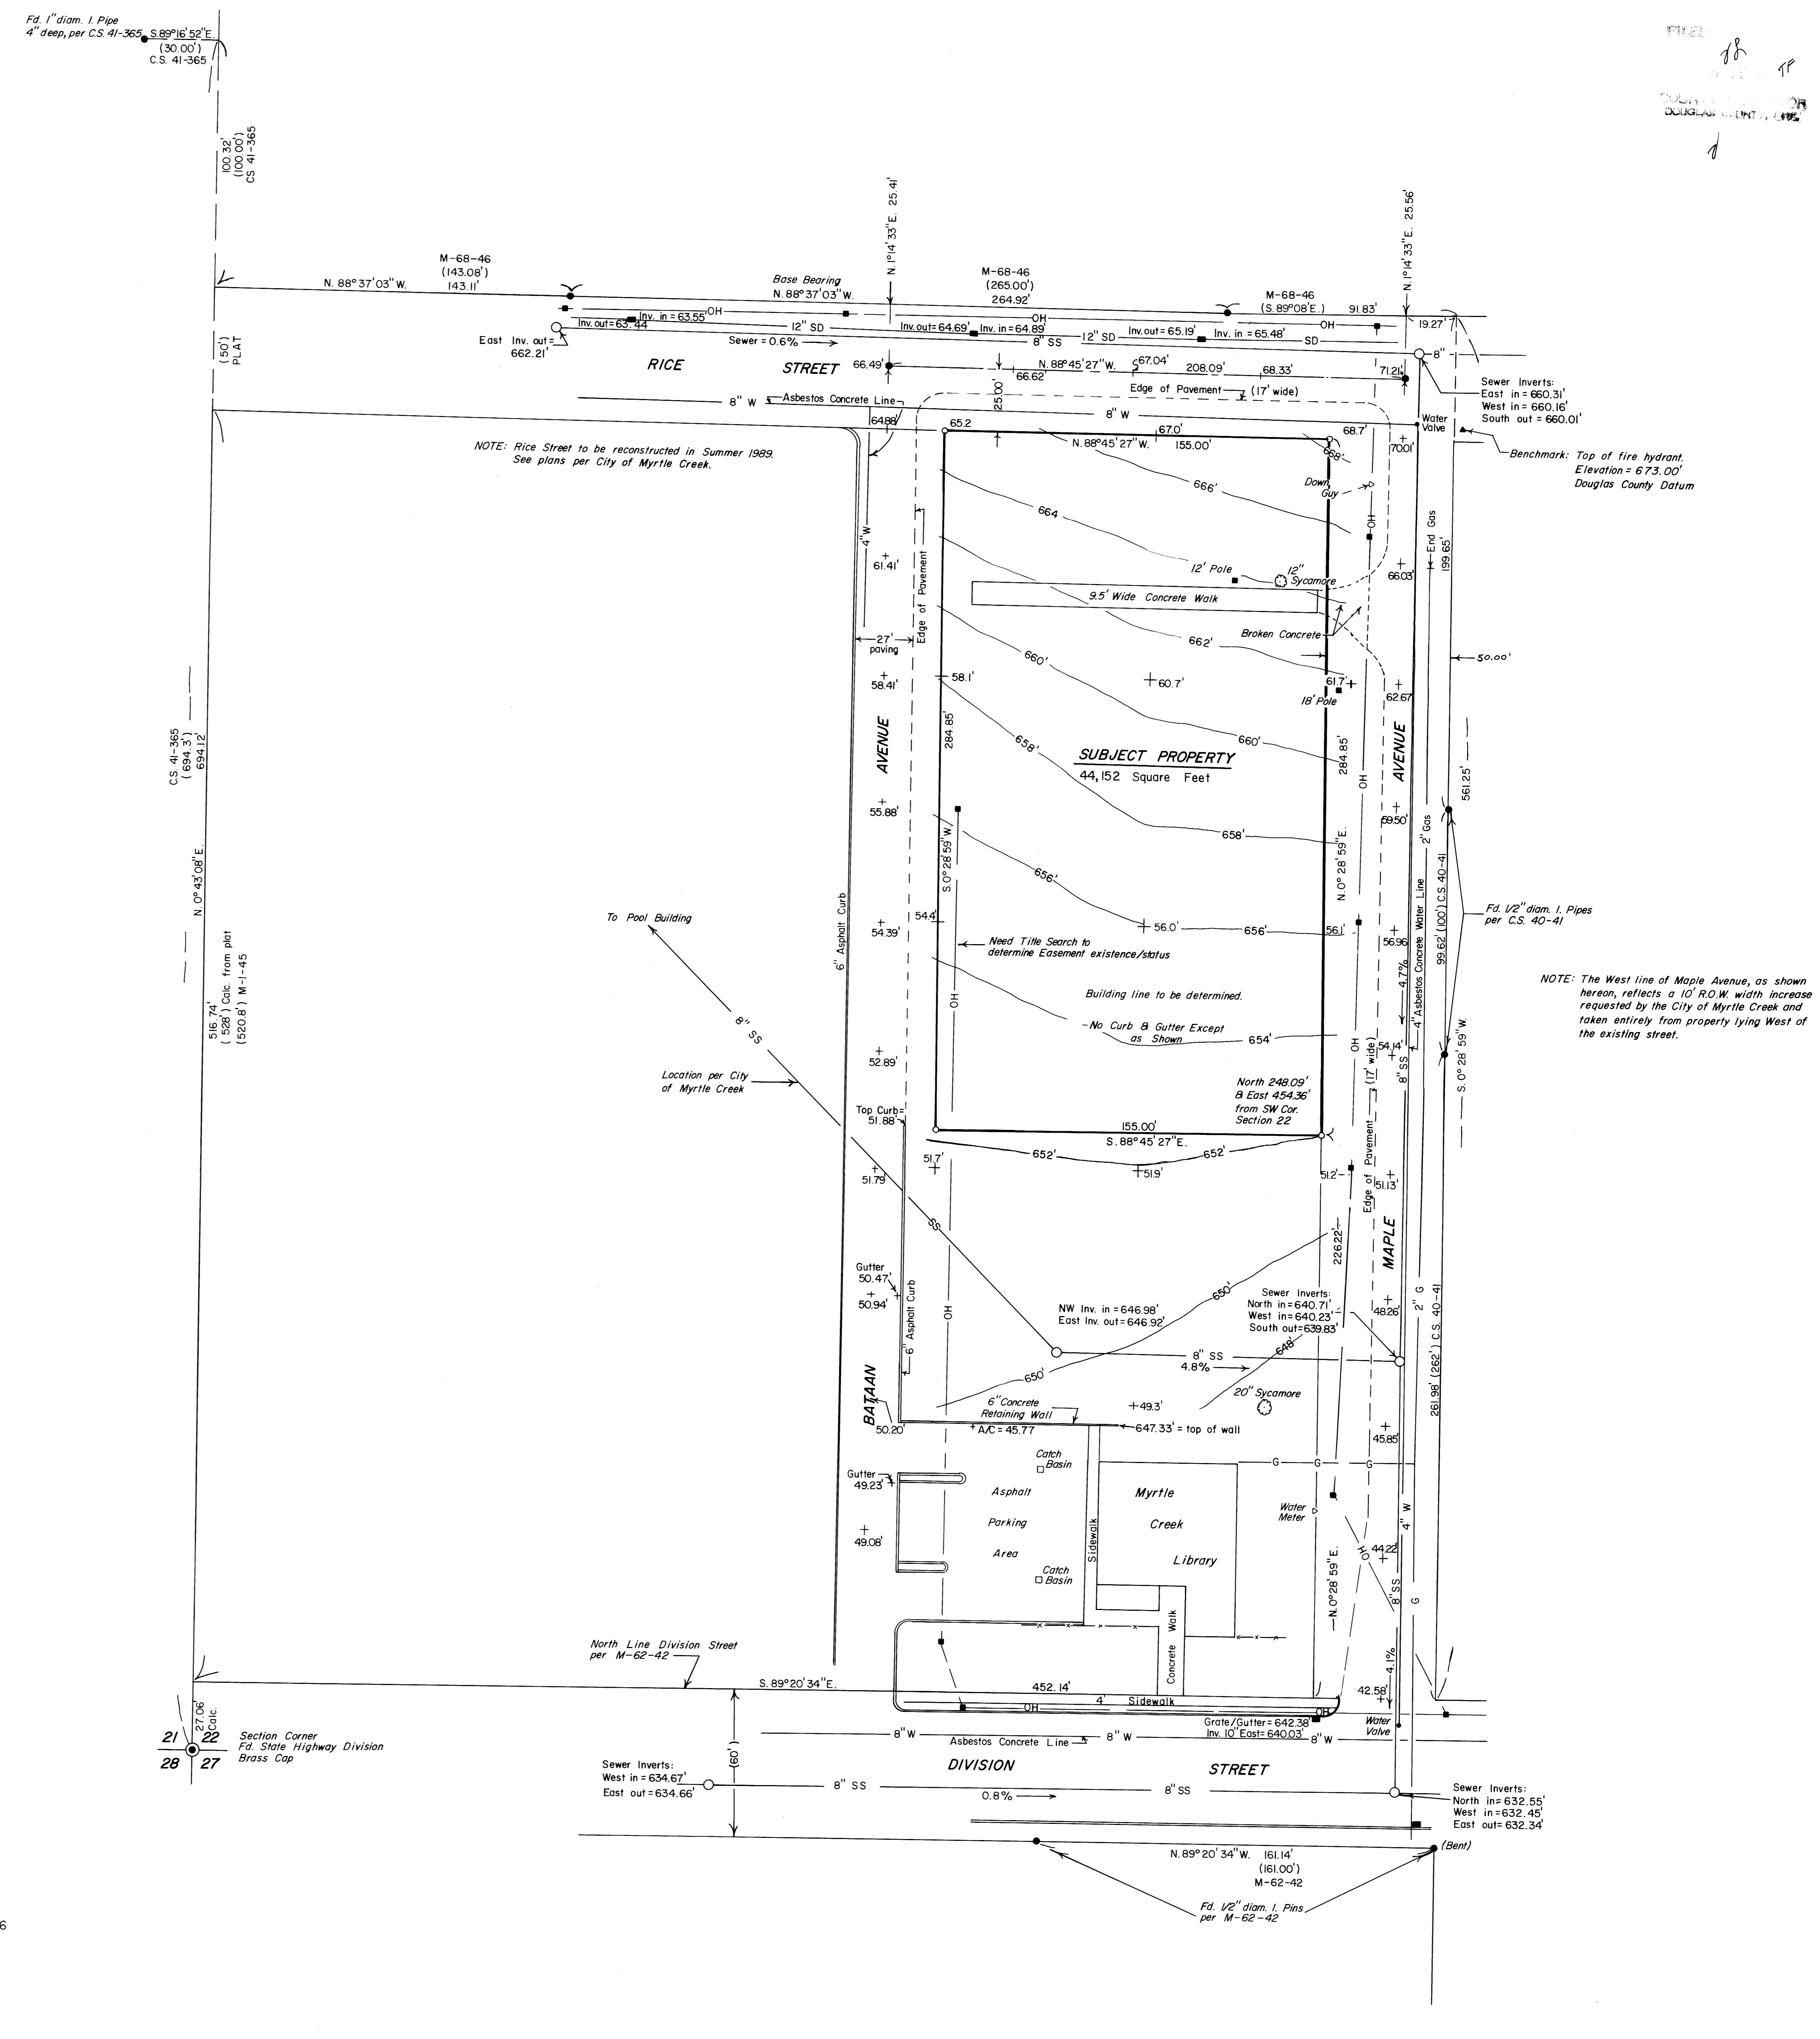 Fd. 1" diam. I. Pipe
4" deep, per C.S. 41-365
S.89°16'52"E.
(30.00')
C.S. 41-365
100.32'
(100.00')
CS 41-365
DOUGLAS
N. 1°14'33"E. 25.41'
N. 1°14'33"E. 25.56'
M-68-46
(143.08')
N. 88°37'03"W. 143.11'
Base Bearing
N. 88°37'03"W.
M-68-46
(265.00')
264.92'
M-68-46
(S.89°08'E.) 91.83'
19.27'
OH
OH
OH
Inv. out=63.44
Inv. in=63.55'
12" SD
Inv. out=64.69'
Inv. in=64.89'
12" SD
Inv. out=65.19'
Inv. in=65.48'
SD
8" SS
8"
East Inv. out=
662.21'
Sewer=0.6%
(50')
PLAT
RICE STREET
66.49'
N. 88°45'27"W. 208.09'
67.04'
66.62'
68.33'
71.21'
Edge of Pavement (17' wide)
25.00'
Sewer Inverts:
East in=660.31'
West in=660.16'
South out=660.01'
8" W
Asbestos Concrete Line
8" W
Water
Valve
64.88'
65.2
67.0'
68.7'
N. 88°45'27"W. 155.00'
668'
70.01'
NOTE: Rice Street to be reconstructed in Summer 1989.
See plans per City of Myrtle Creek.
Benchmark: Top of fire hydrant.
Elevation=673.00'
Douglas County Datum
Down
Guy
666'
664
4"W
Edge of Pavement
OH
End Gas
199.65'
61.41'
12' Pole
12"
Sycamore
66.03'
9.5' Wide Concrete Walk
27'
paving
662'
Broken Concrete
660'
50.00'
58.41'
58.1'
60.7'
61.7'
62.67'
18' Pole
C.S. 41-365
(694.3')
694.12'
AVENUE
284.85'
658'
660'
SUBJECT PROPERTY
44,152 Square Feet
284.85'
OH
AVENUE
561.25'
55.88'
59.50'
658'
2" Gas
N. 0°43'08"E.
S.0°28'59"W.
N.0°28'59"E.
656'
99.62' (100') C.S. 40-41
Fd. 1/2" diam. I. Pipes
per C.S. 40-41
To Pool Building
6" Asphalt Curb
54.39'
54.4'
56.0'
656'
56.1'
56.96
4" Asbestos Concrete Water Line
4.7%
Need Title Search to
determine Easement existence/status
516.74'
(528') Calc. from plat
(520.8') M-1-45
OH
Building line to be determined.
NOTE: The West line of Maple Avenue, as shown
hereon, reflects a 10' R.O.W. width increase
requested by the City of Myrtle Creek and
taken entirely from property lying West of
the existing street.
8" SS
No Curb & Gutter Except
as Shown
654'
OH
54.14'
8" SS
S. 0°28'59"W.
52.89'
Location per City
of Myrtle Creek
North 248.09'
& East 454.36'
from SW Cor.
Section 22
Top Curb=
51.88'
155.00'
S. 88°45'27"E.
Edge of Pavement (17' wide)
652'
652'
51.7'
51.9'
51.2'
51.79'
51.13'
SS
226.22'
MAPLE
Gutter
50.47'
50.94'
6" Asphalt Curb
OH
NW Inv. in=646.98'
East Inv. out=646.92'
650'
Sewer Inverts:
North in=640.71'
West in=640.23'
South out=639.83'
48.26'
2" G
8" SS
4.8%
648'
261.98' (262') C.S. 40-41
650'
BATAAN
20" Sycamore
6" Concrete
Retaining Wall
49.3'
50.20'
A/C=45.77
647.33'=top of wall
45.85'
Catch
Basin
G G G
Gutter
49.23'
Asphalt
Parking
Area
Myrtle
Creek
Library
Water
Meter
4" W
49.08'
Sidewalk
44.22'
OH
Catch
Basin
N.0°28'59"E.
8"SS
G
Concrete Walk
North Line Division Street
per M-62-42
4.1%
S. 89°20'34"E.
452.14'
4' Sidewalk
42.58'
OH
OH
27.06
Calc.
Grate/Gutter=642.38'
Inv. 10" East=640.03'
Water
Valve
21 22
28 27
Section Corner
Fd. State Highway Division
Brass Cap
8"W
Asbestos Concrete Line
8" W
8"W
(60')
DIVISION STREET
Sewer Inverts:
West in=634.67'
East out=634.66'
8" SS
8" SS
0.8%
Sewer Inverts:
North in=632.55'
West in=632.45'
East out=632.34'
(Bent)
N.89°20'34"W. 161.14'
(161.00')
M-62-42
Fd. 1/2" diam. I. Pins
per M-62-42
6